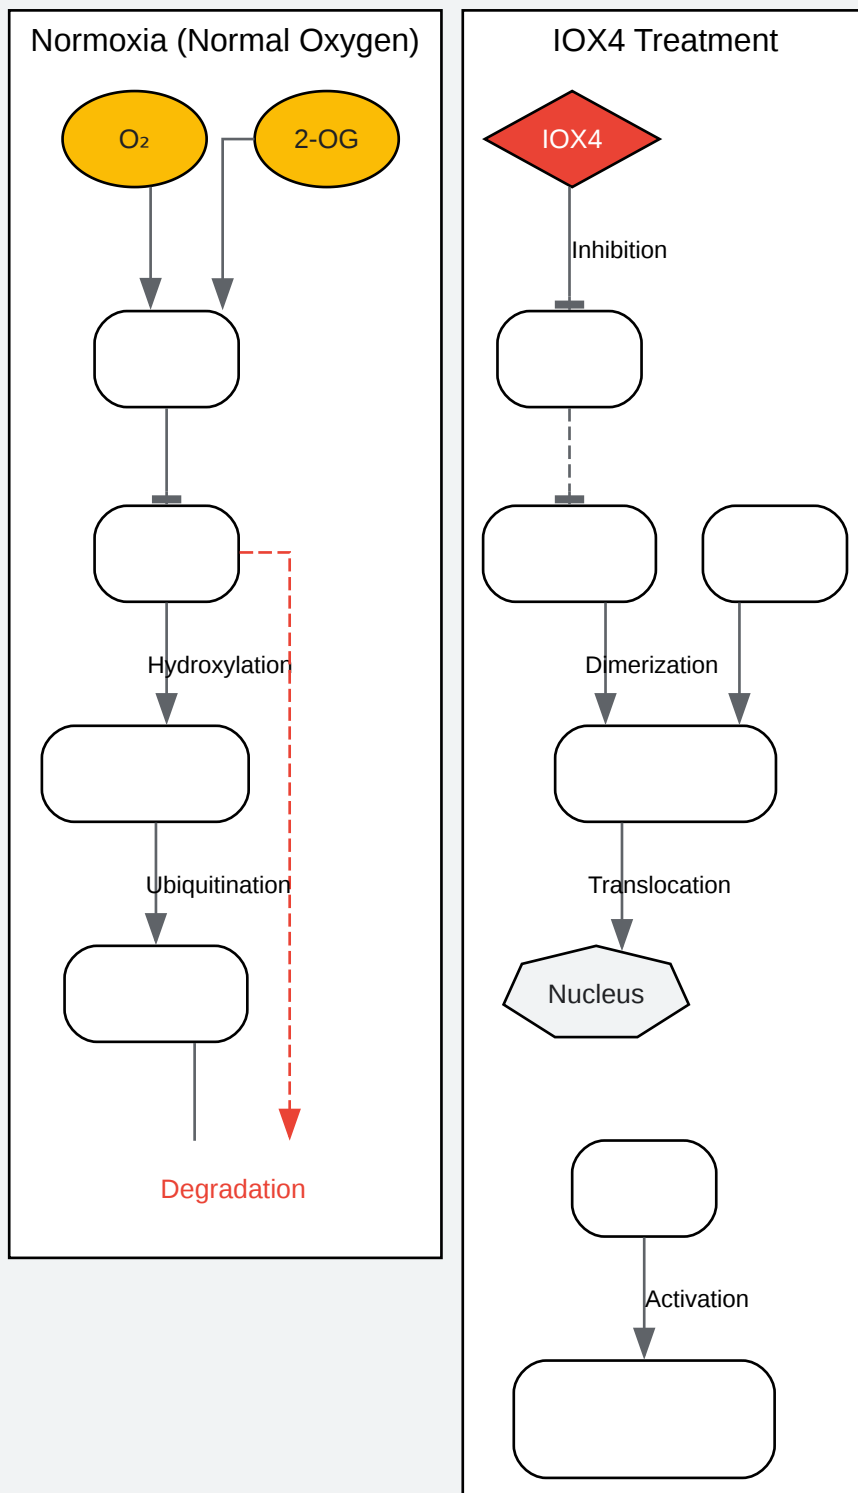 Normoxia (Normal Oxygen)
O₂
2-OG
Hydroxylation
Ubiquitination
Degradation
IOX4 Treatment
IOX4
Inhibition
Dimerization
Translocation
Nucleus
Activation